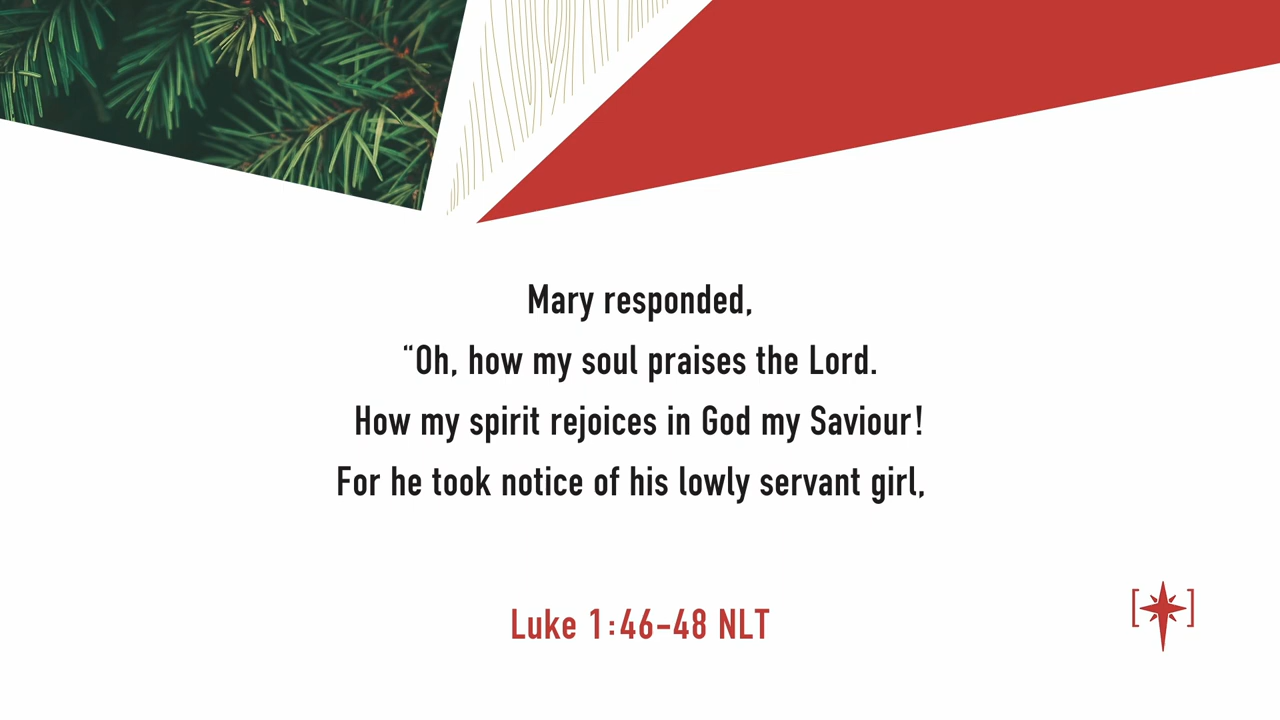 Mary responded,
“Oh, how my soul praises the Lord.
How my spirit rejoices in God my Saviour!
For he took notice of his lowly servant girl,
Luke 1:46-48 NLT